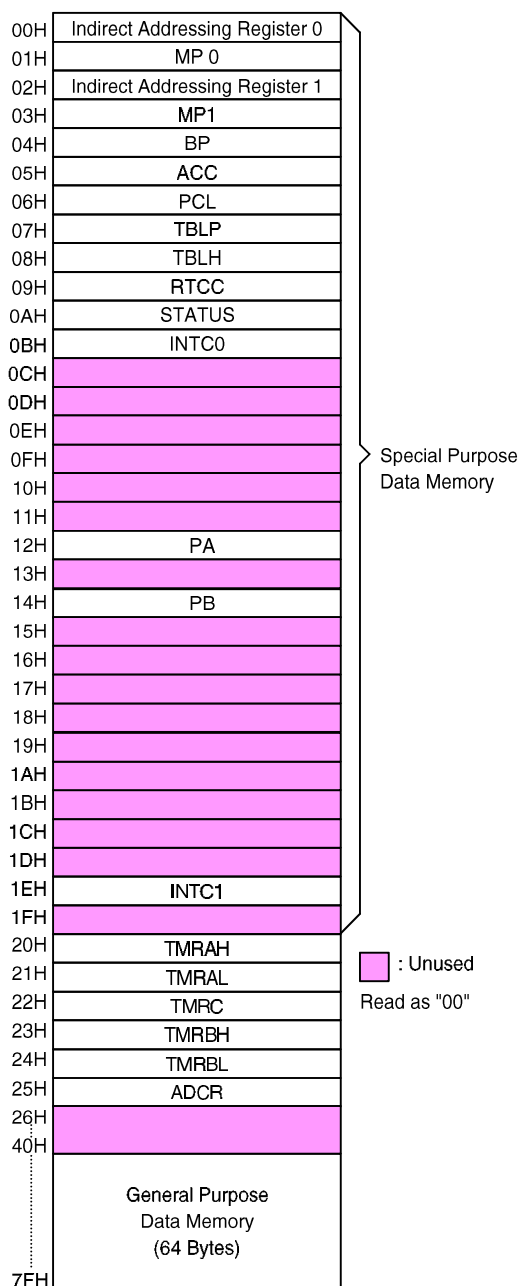 00H Indirect Addressing Register 0
01H MP 0
02H Indirect Addressing Register 1
03H MP1
04H BP
05H ACC
06H PCL
07H TBLP
08H TBLH
09H RTCC
0AH STATUS
0BH INTC0
0CH
0DH
0EH
0FH
10H
11H
12H PA
13H
14H PB
15H
16H
17H
18H
19H
1AH
1BH
1CH
1DH
1EH INTC1
1FH
Special Purpose
Data Memory
20H TMRAH
21H TMRAL
22H TMRC
23H TMRBH
24H TMRBL
25H ADCR
26H
40H
: Unused
Read as "00"
General Purpose
Data Memory
(64 Bytes)
7FH